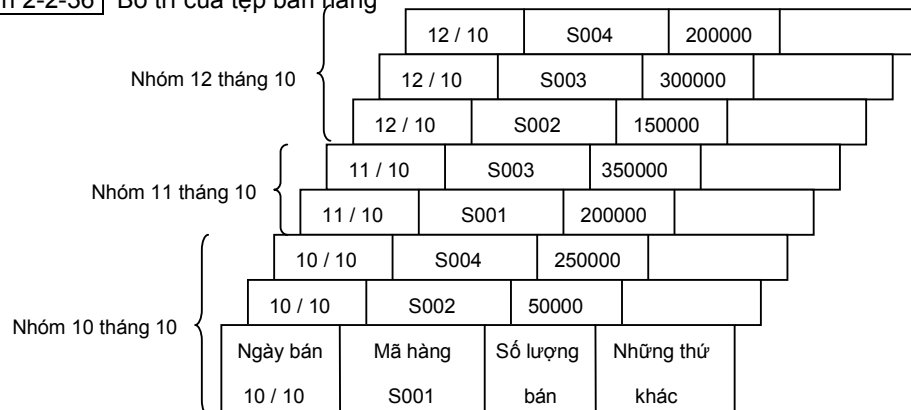 2-2-36 Bố trí của tệp bán hàng
12 / 10 S004 200000
Nhóm 12 tháng 10 12 / 10 S003 300000
12 / 10 S002 150000
11 / 10 S003 350000
Nhóm 11 tháng 10
11 / 10 S001 200000
10 / 10 S004 250000
10 / 10 S002 50000
Nhóm 10 tháng 10
Ngày bán Mã hàng Số lượng Những thứ
10 / 10 S001 bán khác